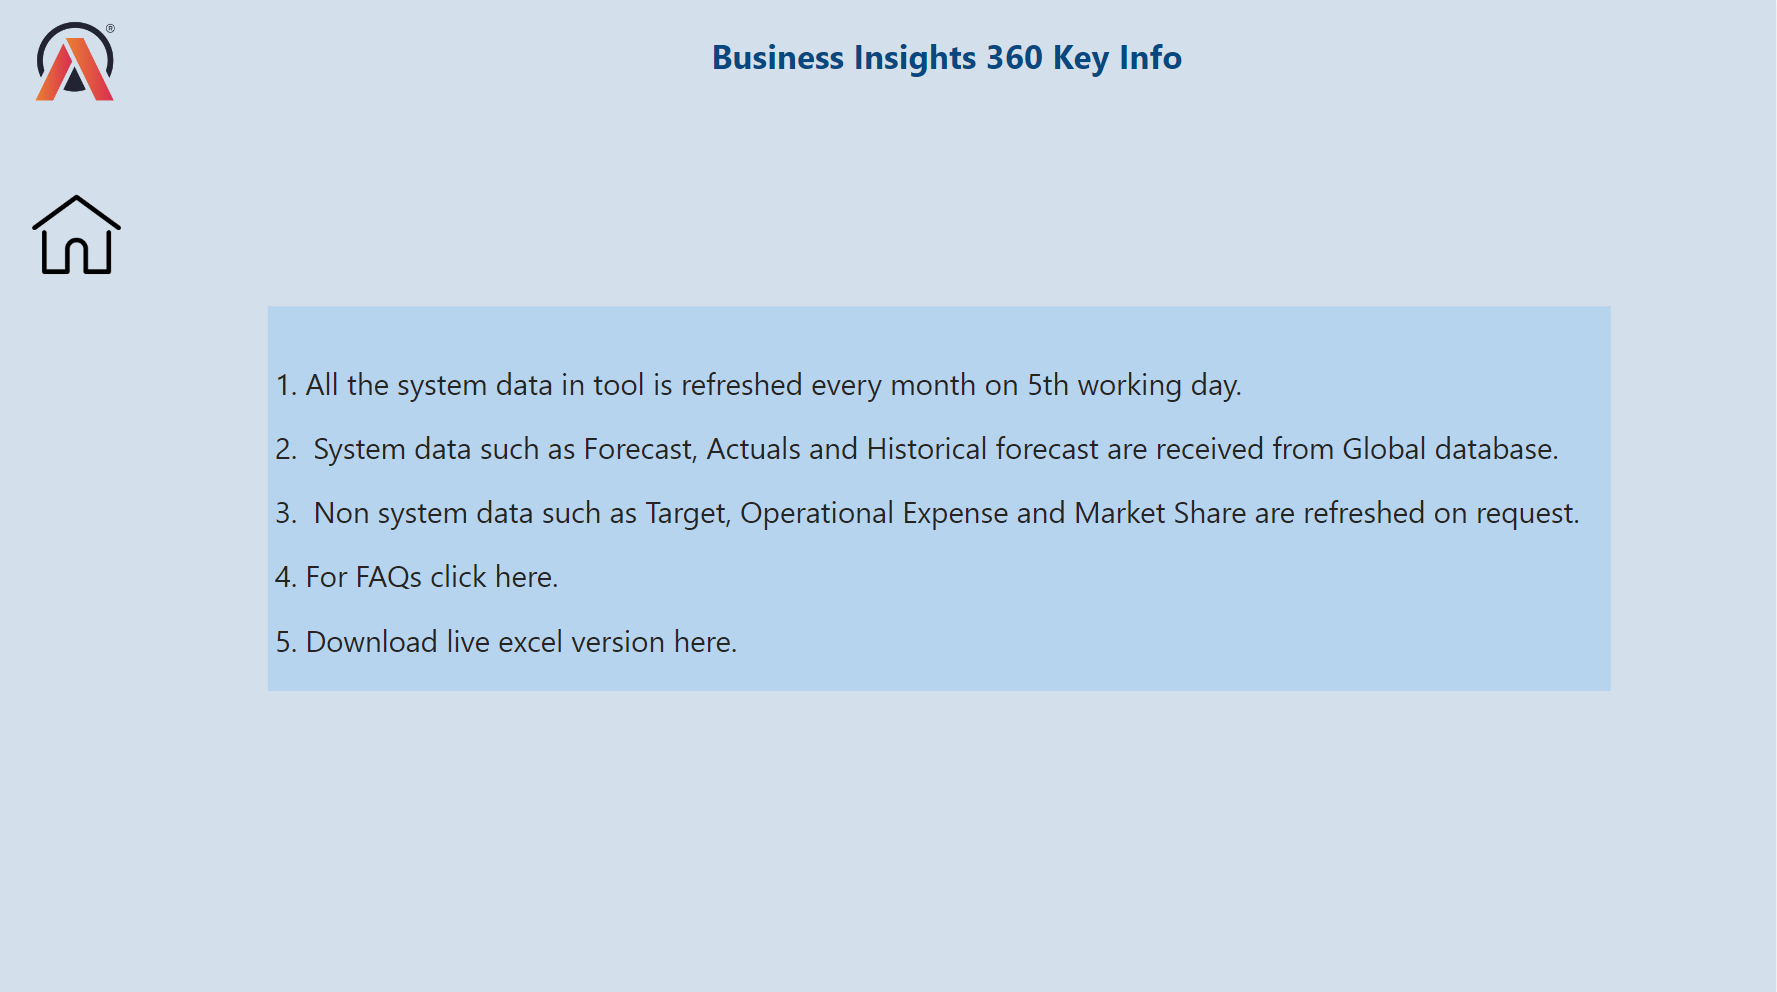 ®
Business Insights 360 Key Info
1. All the system data in tool is refreshed every month on 5th working day.
2.  System data such as Forecast, Actuals and Historical forecast are received from Global database.
3.  Non system data such as Target, Operational Expense and Market Share are refreshed on request.
4. For FAQs click here.
5. Download live excel version here.